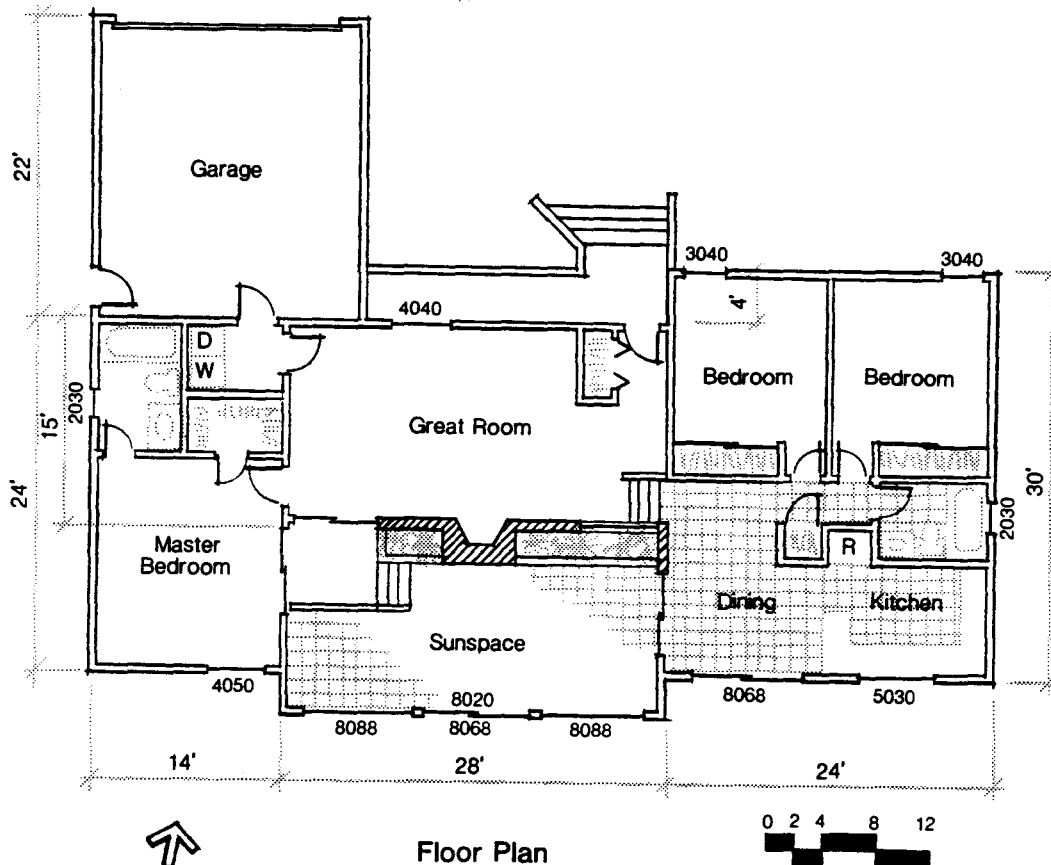 22'
Garage
3040
3040
4'
4040
D
W
2030
15'
Bedroom
Bedroom
Great Room
24'
30'
2030
Master
Bedroom
R
Dining
Kitchen
Sunspace
4050
8020
8088
8068
8088
8068
5030
14'
28'
24'
Floor Plan
0 2 4 8 12